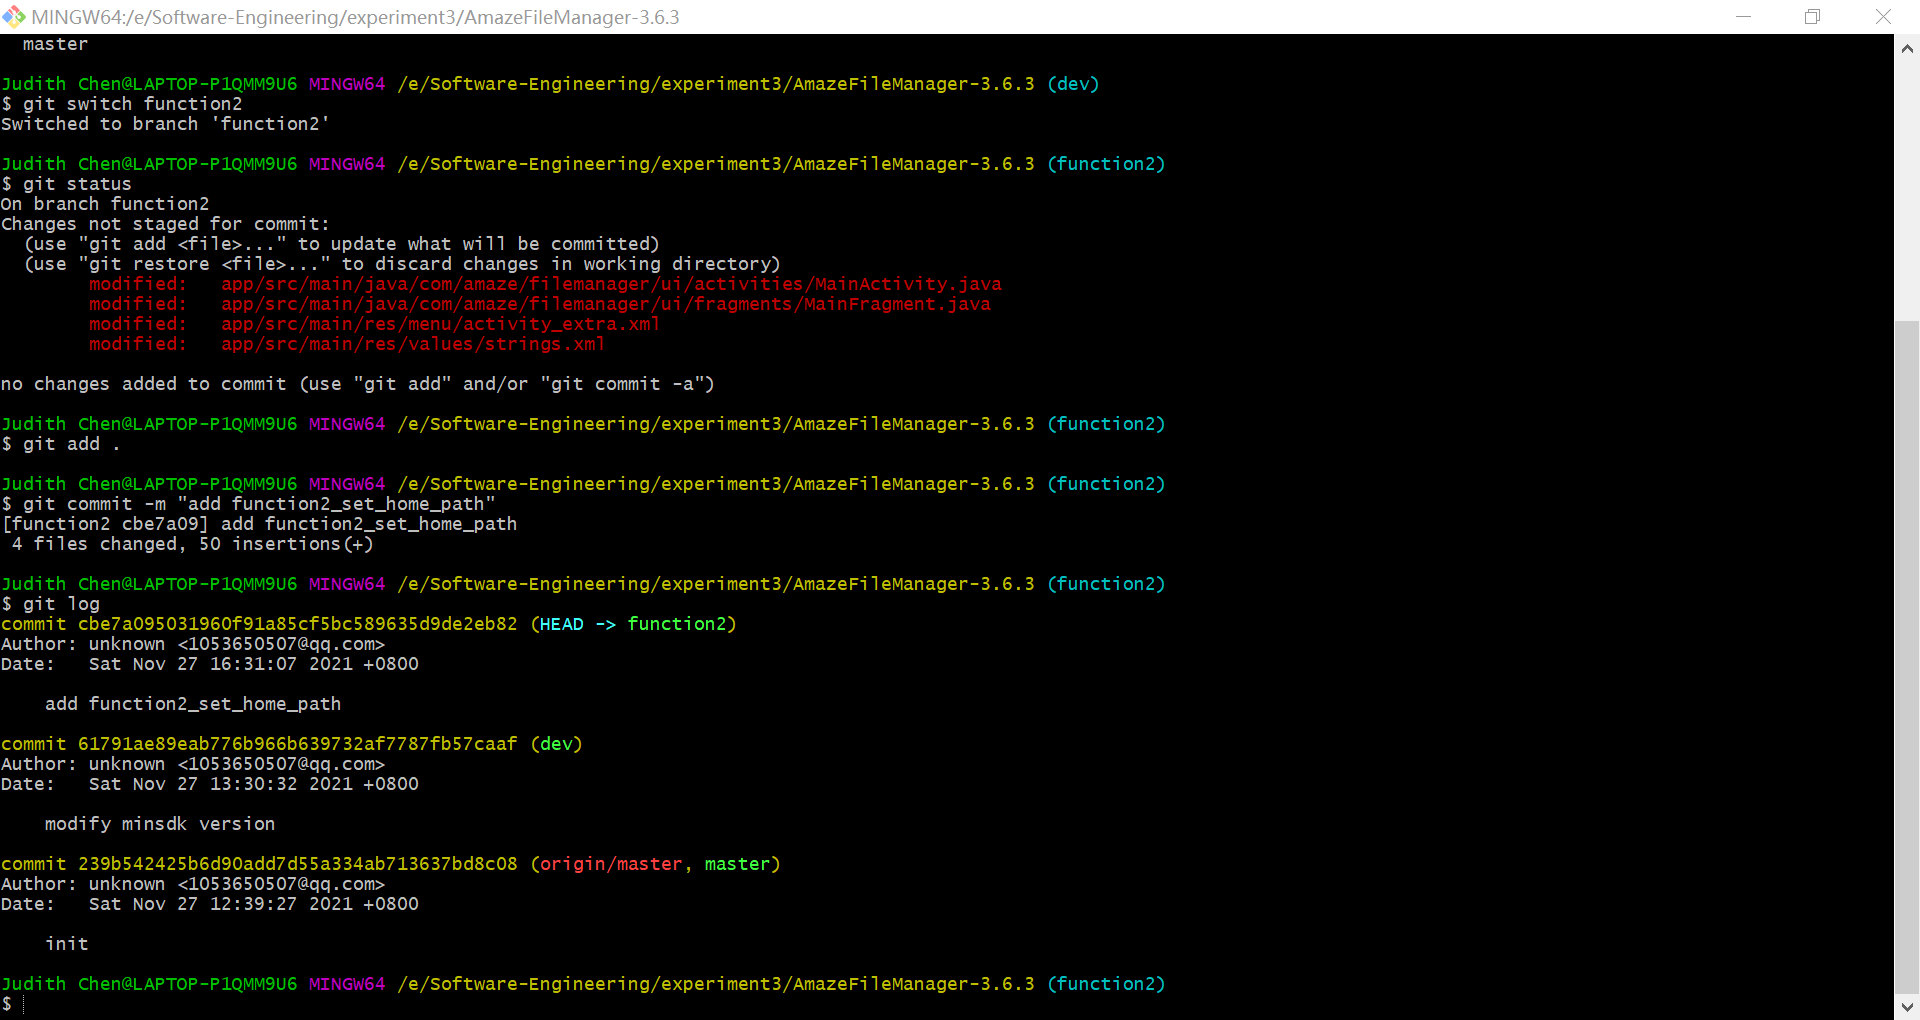 MINGW64:/e/Software-Engineering/experiment3/AmazeFileManager-3.6.3
  master

Judith Chen@LAPTOP-P1QMM9U6 MINGW64 /e/Software-Engineering/experiment3/AmazeFileManager-3.6.3 (dev)
$ git switch function2
Switched to branch 'function2'

Judith Chen@LAPTOP-P1QMM9U6 MINGW64 /e/Software-Engineering/experiment3/AmazeFileManager-3.6.3 (function2)
$ git status
On branch function2
Changes not staged for commit:
  (use "git add <file>..." to update what will be committed)
  (use "git restore <file>..." to discard changes in working directory)
        modified:   app/src/main/java/com/amaze/filemanager/ui/activities/MainActivity.java
        modified:   app/src/main/java/com/amaze/filemanager/ui/fragments/MainFragment.java
        modified:   app/src/main/res/menu/activity_extra.xml
        modified:   app/src/main/res/values/strings.xml

no changes added to commit (use "git add" and/or "git commit -a")

Judith Chen@LAPTOP-P1QMM9U6 MINGW64 /e/Software-Engineering/experiment3/AmazeFileManager-3.6.3 (function2)
$ git add .

Judith Chen@LAPTOP-P1QMM9U6 MINGW64 /e/Software-Engineering/experiment3/AmazeFileManager-3.6.3 (function2)
$ git commit -m "add function2_set_home_path"
[function2 cbe7a09] add function2_set_home_path
 4 files changed, 50 insertions(+)

Judith Chen@LAPTOP-P1QMM9U6 MINGW64 /e/Software-Engineering/experiment3/AmazeFileManager-3.6.3 (function2)
$ git log
commit cbe7a095031960f91a85cf5bc589635d9de2eb82 (HEAD -> function2)
Author: unknown <1053650507@qq.com>
Date:   Sat Nov 27 16:31:07 2021 +0800

    add function2_set_home_path

commit 61791ae89eab776b966b639732af7787fb57caaf (dev)
Author: unknown <1053650507@qq.com>
Date:   Sat Nov 27 13:30:32 2021 +0800

    modify minsdk version

commit 239b542425b6d90add7d55a334ab713637bd8c08 (origin/master, master)
Author: unknown <1053650507@qq.com>
Date:   Sat Nov 27 12:39:27 2021 +0800

    init

Judith Chen@LAPTOP-P1QMM9U6 MINGW64 /e/Software-Engineering/experiment3/AmazeFileManager-3.6.3 (function2)
$